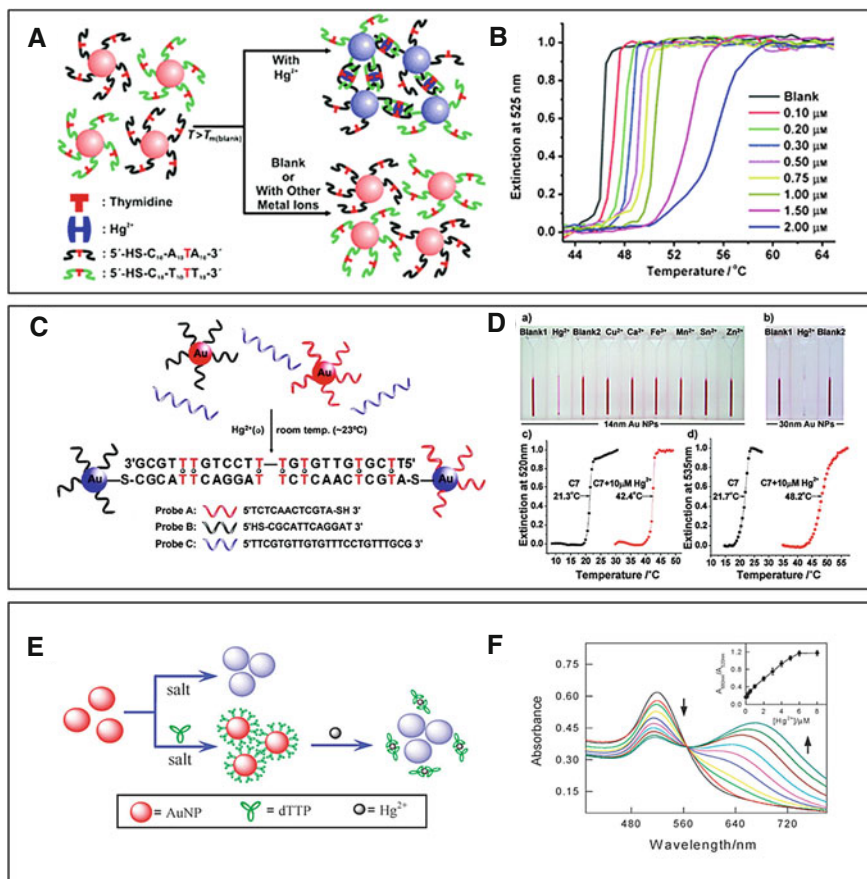 A
With
Hg²⁺
T>Tm(blank)
Blank
or
With Other
Metal Ions
: Thymidine
: Hg²⁺
: 5´-HS-C₁₀-A₁₀TA₁₀-3´
: 5´-HS-C₁₀-T₁₀TT₁₀-3´
B
Extinction at 525 nm
1.0
0.8
0.6
0.4
0.2
0.0
Blank
0.10 μM
0.20 μM
0.30 μM
0.50 μM
0.75 μM
1.00 μM
1.50 μM
2.00 μM
44 48 52 56 60 64
Temperature /°C
C
Au
Au
Hg²⁺(o) room temp. (~23°C)
3'GCGTTTGTCCTT—TGTGTTGTGCTT5'
Au
-S-CGCATTCAGGAT TCTCAACTCGTA-S-
Au
Probe A: 5'TCTCAACTCGTA-SH 3'
Probe B: 5'HS-CGCATTCAGGAT 3'
Probe C: 5'TTCGTGTTGTGTTTCCTGTTTGCG 3'
D
a)
Blank1 Hg²⁺ Blank2 Cu²⁺ Ca²⁺ Fe³⁺ Mn²⁺ Sn²⁺ Zn²⁺
14nm Au NPs
b)
Blank1 Hg²⁺ Blank2
30nm Au NPs
c)
Extinction at 520nm
1.0
0.8
0.6
0.4
0.2
0.0
C7
21.3°C
C7+10μM Hg²⁺
42.4°C
10 15 20 25 30 35 40 45 50
Temperature /°C
d)
Extinction at 535nm
1.0
0.8
0.6
0.4
0.2
0.0
C7
21.7°C
C7+10μM Hg²⁺
48.2°C
15 20 25 30 35 40 45 50 55
Temperature /°C
E
salt
salt
= AuNP
= dTTP
= Hg²⁺
F
Absorbance
0.75
0.60
0.45
0.30
0.15
480 560 640 720
Wavelength/nm
1.2
0.8
0.4
0.0
0 2 4 6 8
[Hg²⁺]/μM